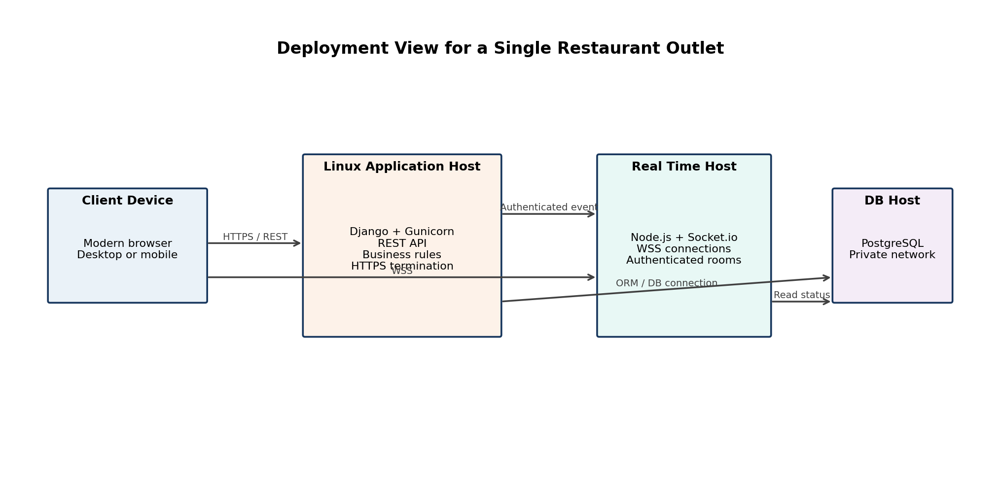 Deployment View for a Single Restaurant Outlet
Client Device
Modern browser
Desktop or mobile
HTTPS / REST
WSS
Linux Application Host
Django + Gunicorn
REST API
Business rules
HTTPS termination
Authenticated event
ORM / DB connection
Real Time Host
Node.js + Socket.io
WSS connections
Authenticated rooms
Read status
DB Host
PostgreSQL
Private network